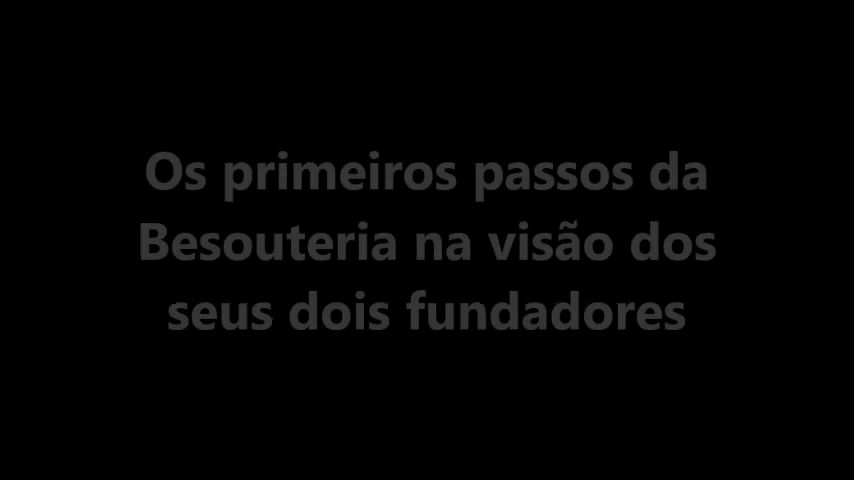 Os primeiros passos da
Besouteria na visão dos
seus dois fundadores